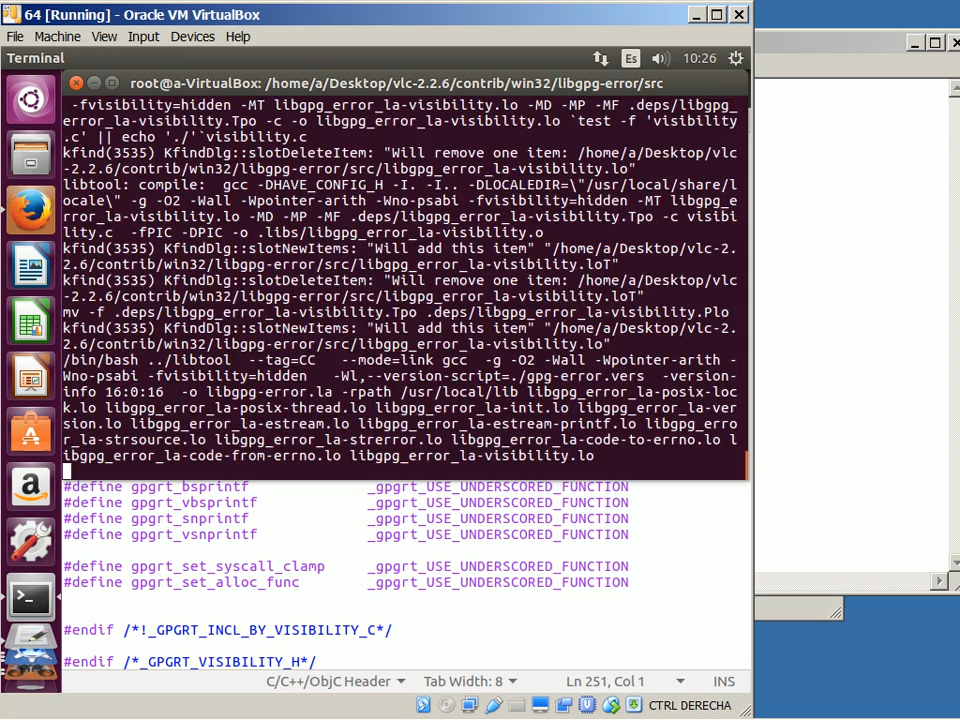 64 [Running] - Oracle VM VirtualBox
File Machine View Input Devices Help
Terminal Es 10:26
root@a-VirtualBox: /home/a/Desktop/vlc-2.2.6/contrib/win32/libgpg-error/src
-fvisibility=hidden -MT libgpg_error_la-visibility.lo -MD -MP -MF .deps/libgpg_
error_la-visibility.Tpo -c -o libgpg_error_la-visibility.lo `test -f 'visibility
.c' || echo './'`visibility.c
kfind(3535) KfindDlg::slotDeleteItem: "Will remove one item: /home/a/Desktop/vlc
-2.2.6/contrib/win32/libgpg-error/src/libgpg_error_la-visibility.lo"
libtool: compile:  gcc -DHAVE_CONFIG_H -I. -I.. -DLOCALEDIR=\"/usr/local/share/l
ocale\" -g -O2 -Wall -Wpointer-arith -Wno-psabi -fvisibility=hidden -MT libgpg_e
rror_la-visibility.lo -MD -MP -MF .deps/libgpg_error_la-visibility.Tpo -c visibi
lity.c  -fPIC -DPIC -o .libs/libgpg_error_la-visibility.o
kfind(3535) KfindDlg::slotNewItems: "Will add this item" "/home/a/Desktop/vlc-2.
2.6/contrib/win32/libgpg-error/src/libgpg_error_la-visibility.loT"
kfind(3535) KfindDlg::slotDeleteItem: "Will remove one item: /home/a/Desktop/vlc
-2.2.6/contrib/win32/libgpg-error/src/libgpg_error_la-visibility.loT"
mv -f .deps/libgpg_error_la-visibility.Tpo .deps/libgpg_error_la-visibility.Plo
kfind(3535) KfindDlg::slotNewItems: "Will add this item" "/home/a/Desktop/vlc-2.
2.6/contrib/win32/libgpg-error/src/libgpg_error_la-visibility.lo"
/bin/bash ../libtool  --tag=CC   --mode=link gcc  -g -O2 -Wall -Wpointer-arith -
Wno-psabi -fvisibility=hidden   -Wl,--version-script=./gpg-error.vers  -version-
info 16:0:16  -o libgpg-error.la -rpath /usr/local/lib libgpg_error_la-posix-loc
k.lo libgpg_error_la-posix-thread.lo libgpg_error_la-init.lo libgpg_error_la-ver
sion.lo libgpg_error_la-estream.lo libgpg_error_la-estream-printf.lo libgpg_erro
r_la-strsource.lo libgpg_error_la-strerror.lo libgpg_error_la-code-to-errno.lo l
ibgpg_error_la-code-from-errno.lo libgpg_error_la-visibility.lo
#define gpgrt_bsprintf _gpgrt_USE_UNDERSCORED_FUNCTION
#define gpgrt_vbsprintf _gpgrt_USE_UNDERSCORED_FUNCTION
#define gpgrt_snprintf _gpgrt_USE_UNDERSCORED_FUNCTION
#define gpgrt_vsnprintf _gpgrt_USE_UNDERSCORED_FUNCTION
#define gpgrt_set_syscall_clamp _gpgrt_USE_UNDERSCORED_FUNCTION
#define gpgrt_set_alloc_func _gpgrt_USE_UNDERSCORED_FUNCTION
#endif /*!_GPGRT_INCL_BY_VISIBILITY_C*/
#endif /*_GPGRT_VISIBILITY_H*/
C/C++/ObjC Header Tab Width: 8 Ln 251, Col 1 INS
CTRL DERECHA